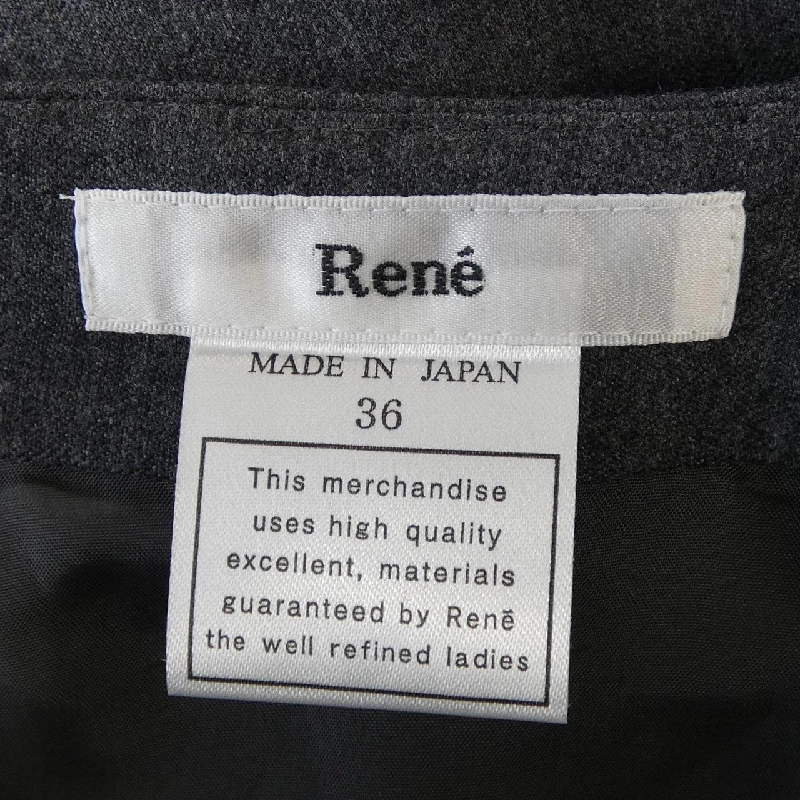 René
MADE IN JAPAN
36
This merchandise
uses high quality
excellent, materials
guaranteed by Renē
the well refined ladies